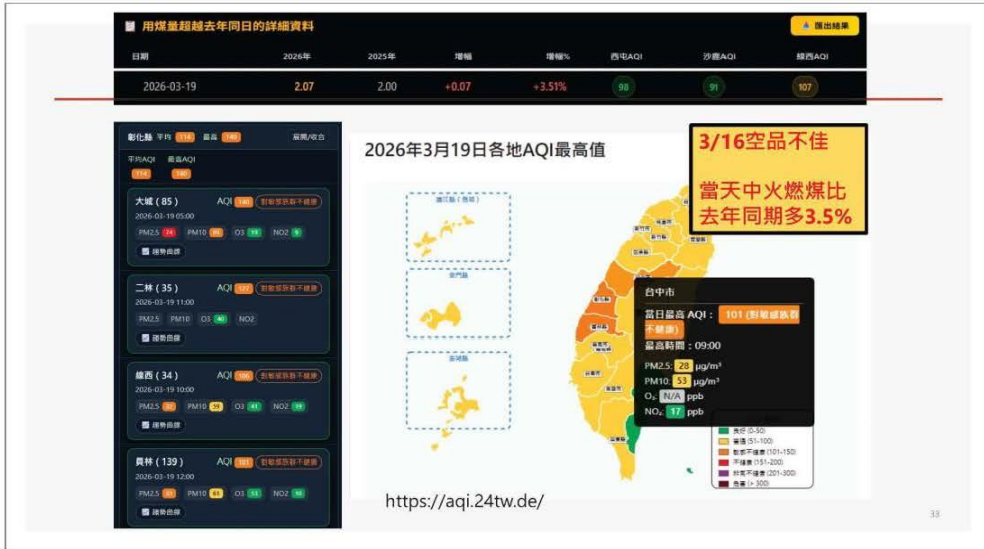 用煤量超越去年同日的詳細資料
匯出結果
日期 2026年 2025年 增幅 增幅% 西屯AQI 沙鹿AQI 線西AQI
2026-03-19 2.07 2.00 +0.07 +3.51% 98 91 107
彰化縣 平均 114 最高 140 展開/收合
平均AQI 最高AQI
114 140
大城 (85) AQI 140 對敏感族群不健康
2026-03-19 05:00
PM2.5 74 PM10 O3 NO2
趨勢曲線
二林 (35) AQI 127 對敏感族群不健康
2026-03-19 11:00
PM2.5 PM10 O3 40 NO2
趨勢曲線
線西 (34) AQI 106 對敏感族群不健康
2026-03-19 10:00
PM2.5 PM10 59 O3 41 NO2
趨勢曲線
員林 (139) AQI 101 對敏感族群不健康
2026-03-19 12:00
PM2.5 PM10 O3 NO2
趨勢曲線
2026年3月19日各地AQI最高值
3/16空品不佳
當天中火燃煤比
去年同期多3.5%
連江縣
金門縣
澎湖縣
彰化縣
台中市
當日最高 AQI： 101 (對敏感族群
不健康)
最高時間：09:00
PM2.5: 28 μg/m³
PM10: 53 μg/m³
O₃: N/A ppb
NO₂: 17 ppb
良好 (0-50)
普通 (51-100)
敏感不健康 (101-150)
不健康 (151-200)
非常不健康 (201-300)
危害 (> 300)
https://aqi.24tw.de/
33